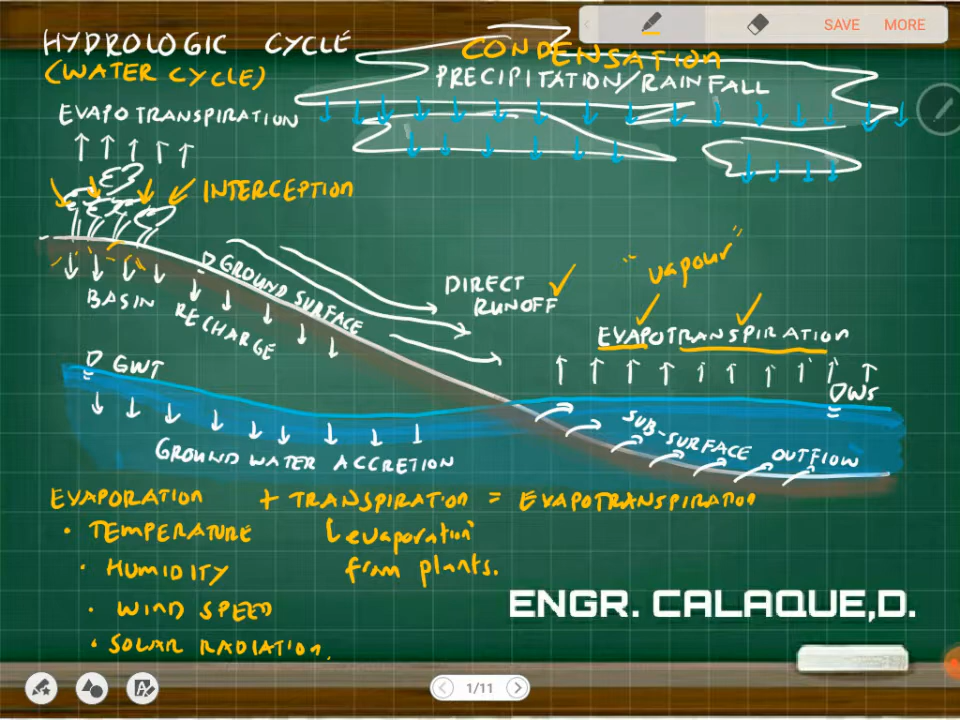 SAVE
MORE
HYDROLOGIC CYCLE
(WATER CYCLE)
CONDENSATION
PRECIPITATION/RAINFALL
EVAPOTRANSPIRATION
INTERCEPTION
GROUND SURFACE
BASIN
RECHARGE
DIRECT
RUNOFF
"vapour"
EVAPOTRANSPIRATION
GWT
WS
SUB-SURFACE OUTFLOW
GROUND WATER ACCRETION
EVAPORATION + TRANSPIRATION = EVAPOTRANSPIRATION
• TEMPERATURE
evaporation
• HUMIDITY
from plants.
• WIND SPEED
• SOLAR RADIATION.
ENGR. CALAQUE,D.
1/11